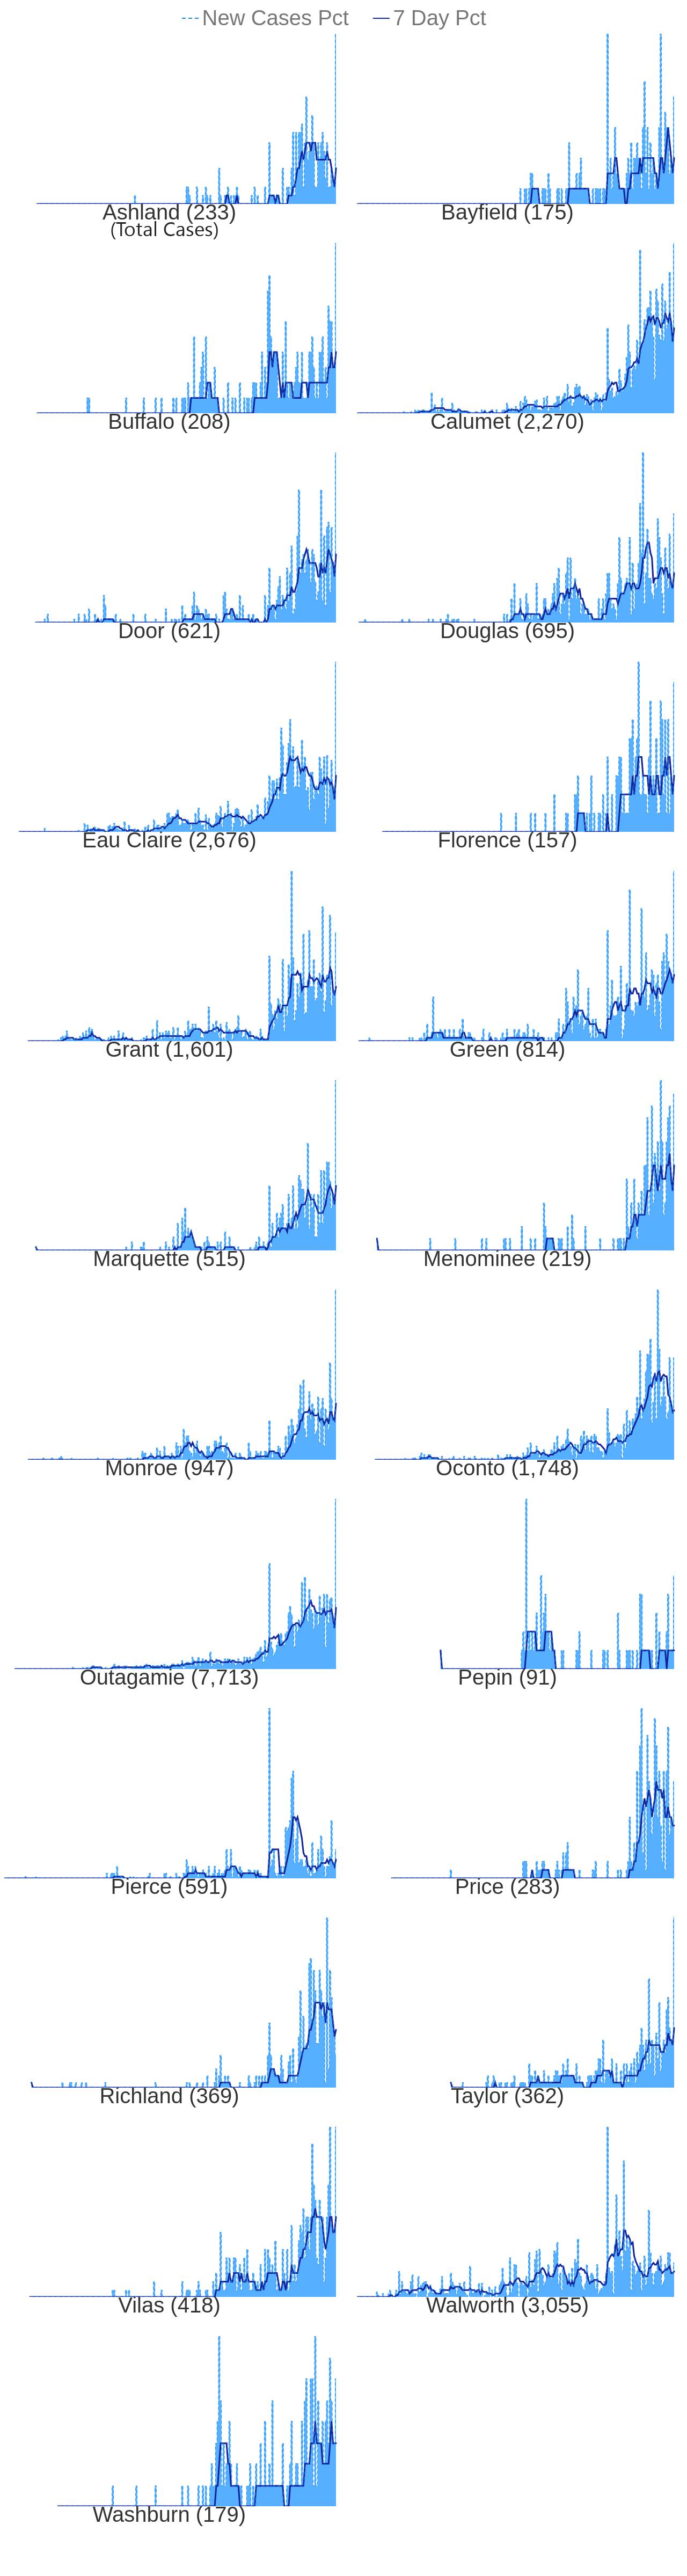 New Cases Pct 7 Day Pct
Ashland (233) Bayfield (175)
(Total Cases)
Buffalo (208) Calumet (2,270)
Door (621) Douglas (695)
Eau Claire (2,676) Florence (157)
Grant (1,601) Green (814)
Marquette (515) Menominee (219)
Monroe (947) Oconto (1,748)
Outagamie (7,713) Pepin (91)
Pierce (591) Price (283)
Richland (369) Taylor (362)
Vilas (418) Walworth (3,055)
Washburn (179)